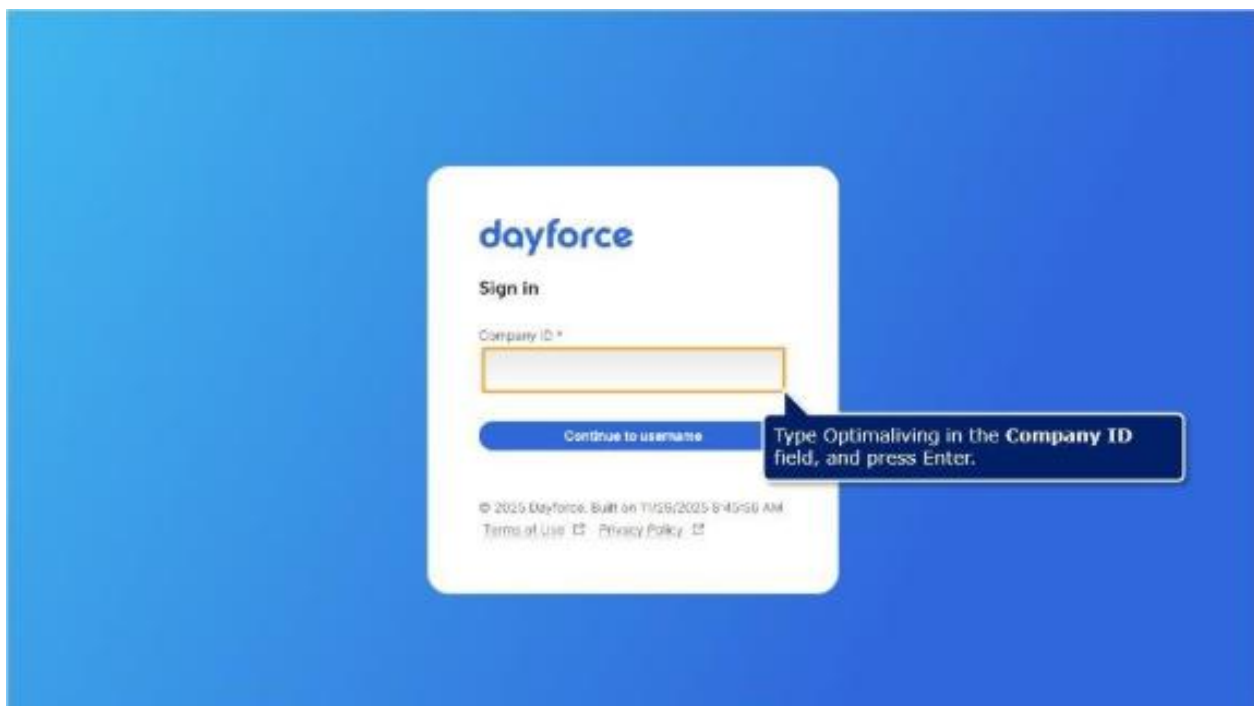 dayforce
Sign in
Company ID *
Continue to username
Type Optimaliving in the Company ID
field, and press Enter.
© 2025 Dayforce. Built on 11/26/2025 8:45:56 AM
Terms of Use Privacy Policy